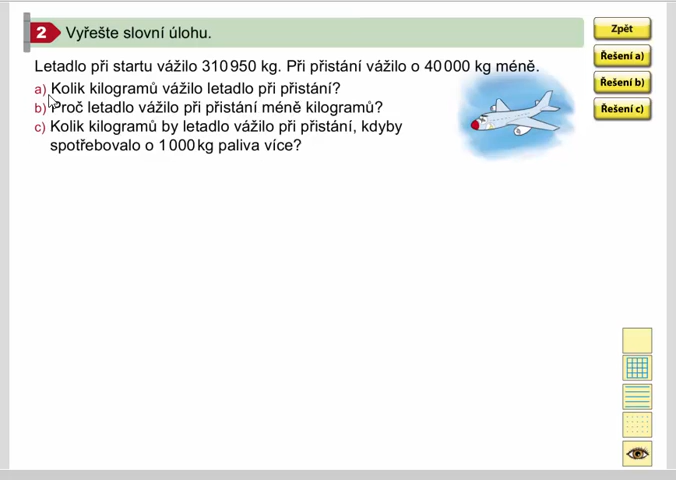 2 Vyřešte slovní úlohu.
Zpět
Řešení a)
Řešení b)
Řešení c)
Letadlo při startu vážilo 310 950 kg. Při přistání vážilo o 40 000 kg méně.
a) Kolik kilogramů vážilo letadlo při přistání?
b) Proč letadlo vážilo při přistání méně kilogramů?
c) Kolik kilogramů by letadlo vážilo při přistání, kdyby
spotřebovalo o 1 000 kg paliva více?